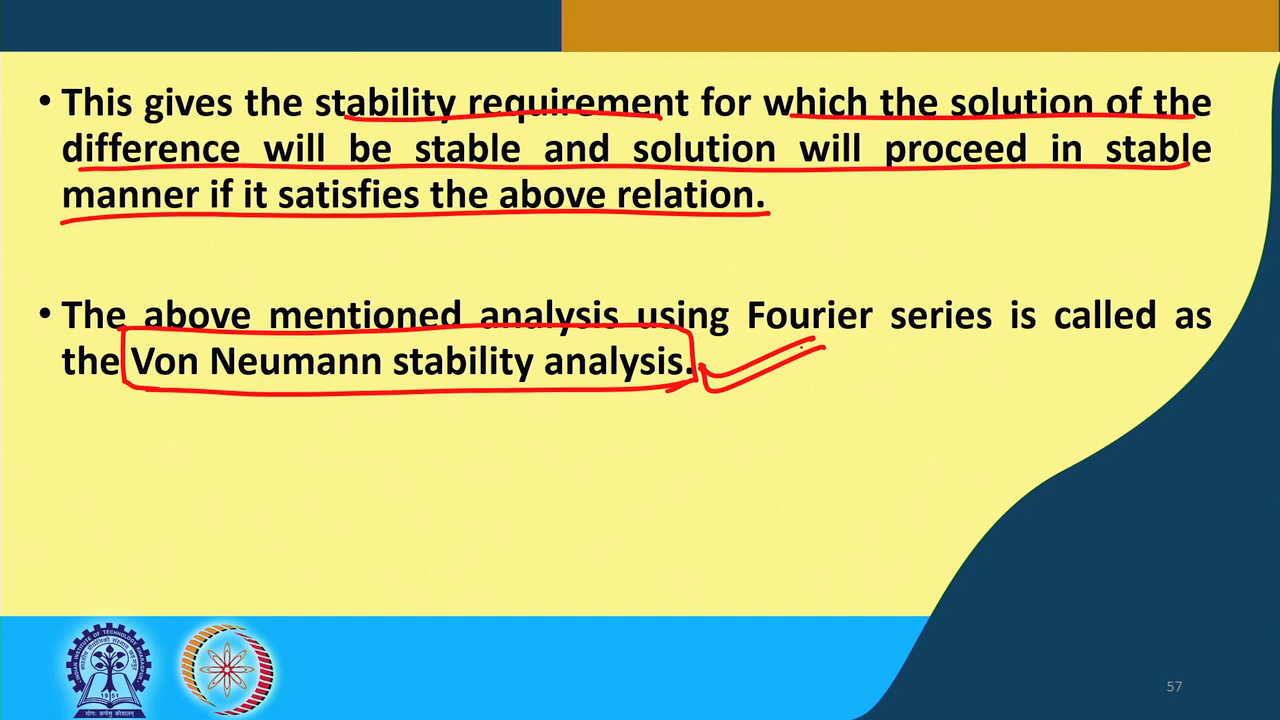 • This gives the stability requirement for which the solution of the
difference will be stable and solution will proceed in stable
manner if it satisfies the above relation.
• The above mentioned analysis using Fourier series is called as
the Von Neumann stability analysis.
1951
57